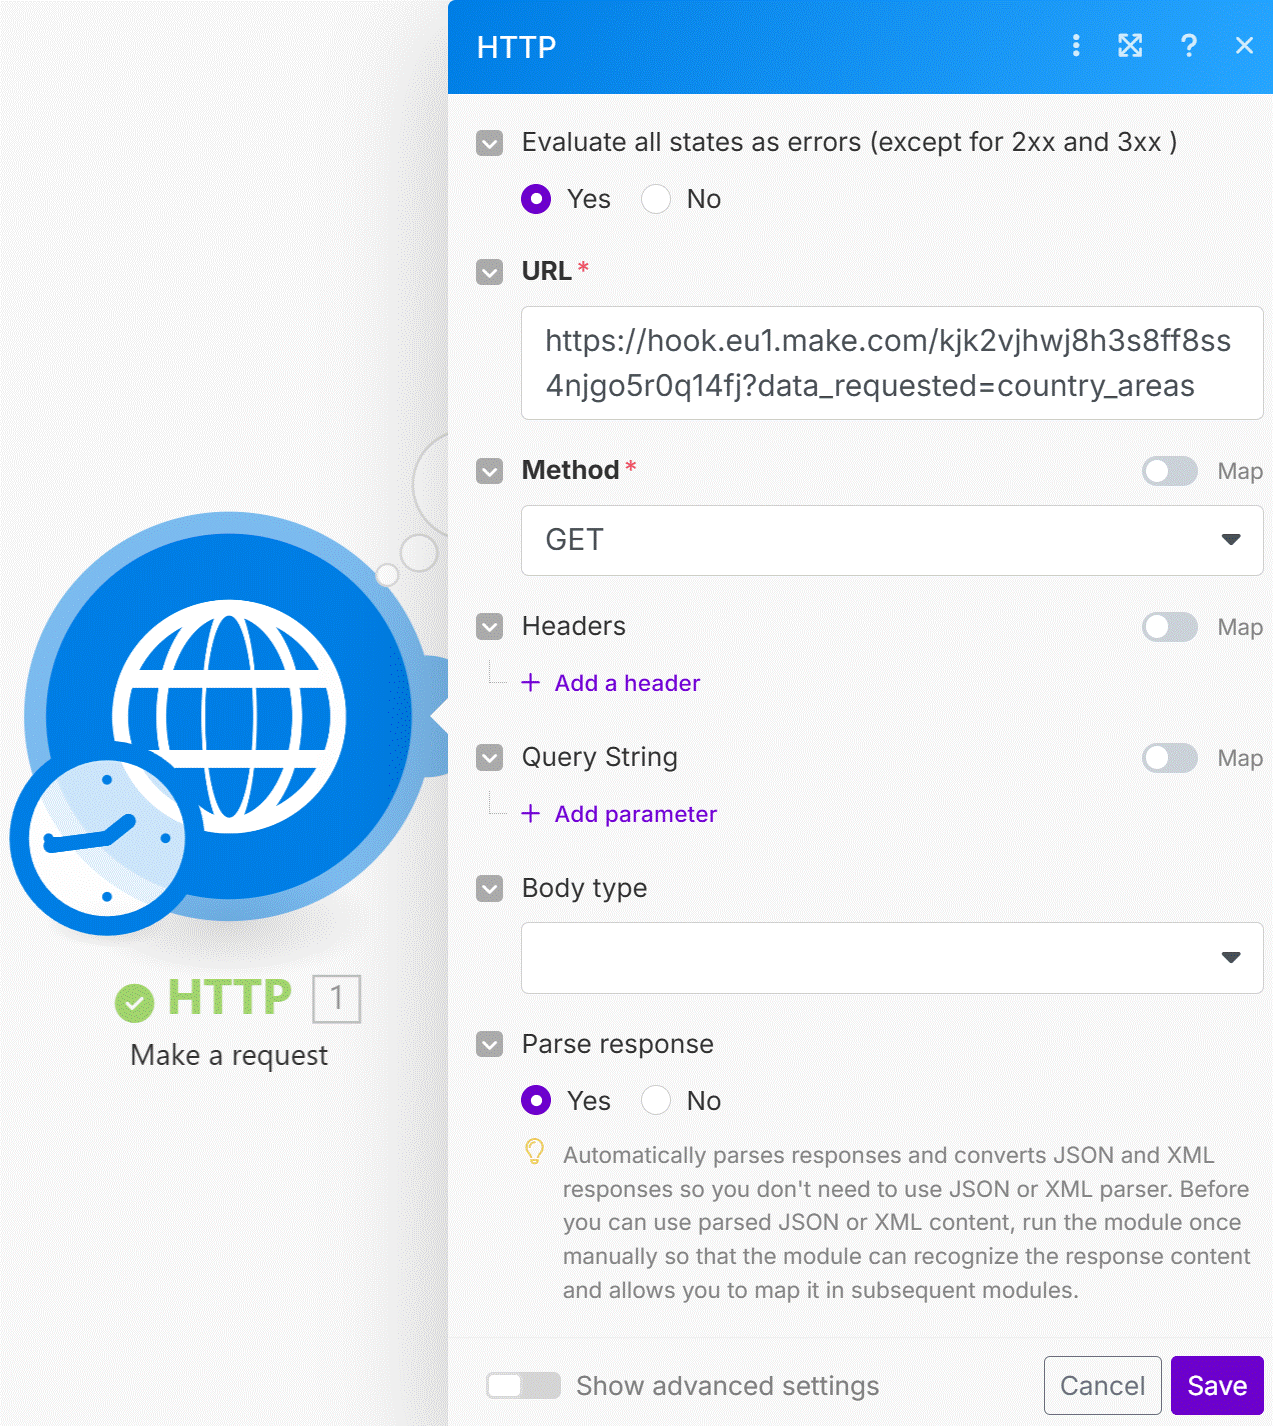 HTTP
Evaluate all states as errors (except for 2xx and 3xx )
Yes No
URL *
https://hook.eu1.make.com/kjk2vjhwj8h3s8ff8ss
4njgo5r0q14fj?data_requested=country_areas
Method * Map
GET
Headers Map
+ Add a header
Query String Map
+ Add parameter
Body type
Parse response
Yes No
Automatically parses responses and converts JSON and XML
responses so you don't need to use JSON or XML parser. Before
you can use parsed JSON or XML content, run the module once
manually so that the module can recognize the response content
and allows you to map it in subsequent modules.
Show advanced settings Cancel Save
HTTP 1
Make a request